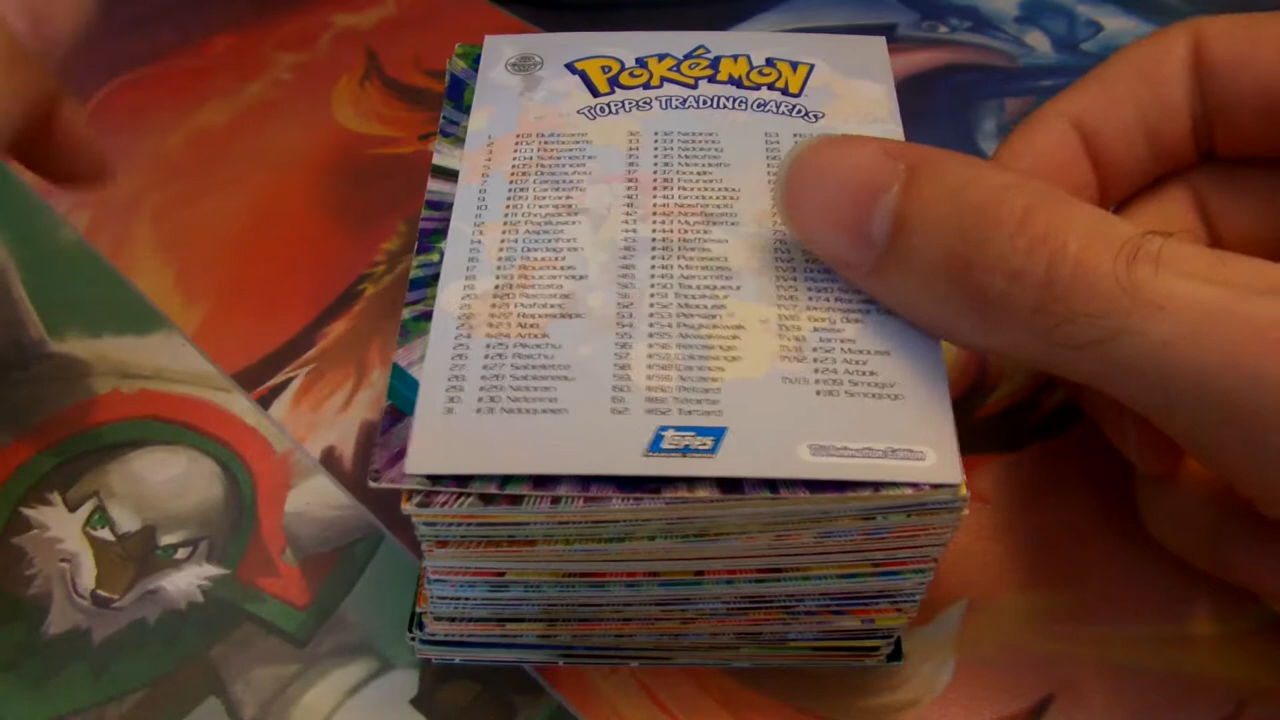 POKéMON
TOPPS TRADING CARDS
1. #01 Bulbizarre
2. #02 Herbizarre
3. #03 Florizarre
4. #04 Salamèche
5. #05 Reptincel
6. #06 Dracaufeu
7. #07 Carapuce
8. #08 Carabaffe
9. #09 Tortank
10. #10 Chenipan
11. #11 Chrysacier
12. #12 Papilusion
13. #13 Aspicot
14. #14 Coconfort
15. #15 Dardagnan
16. #16 Roucool
17. #17 Roucoups
18. #18 Roucarnage
19. #19 Rattata
20. #20 Rattatac
21. #21 Piafabec
22. #22 Rapasdepic
23. #23 Abo
24. #24 Arbok
25. #25 Pikachu
26. #26 Raichu
27. #27 Sabelette
28. #28 Sablaireau
29. #29 Nidoran
30. #30 Nidorina
31. #31 Nidoqueen
32. #32 Nidoran
33. #33 Nidorino
34. #34 Nidoking
35. #35 Mélofée
36. #36 Mélodelfe
37. #37 Goupix
38. #38 Feunard
39. #39 Rondoudou
40. #40 Grodoudou
41. #41 Nosferapti
42. #42 Nosferalto
43. #43 Mystherbe
44. #44 Ortide
45. #45 Rafflésia
46. #46 Paras
47. #47 Parasect
48. #48 Mimitoss
49. #49 Aéromite
50. #50 Taupiqueur
51. #51 Triopikeur
52. #52 Miaouss
53. #53 Persian
54. #54 Psykokwak
55. #55 Akwakwak
56. #56 Férosinge
57. #57 Colossinge
58. #58 Caninos
59. #59 Arcanin
60. #60 Ptitard
61. #61 Têtarte
62. #62 Tartard
63.
64
65
66
75
76
TV2
TV3
TV4
TV5
TV6 #74
TV7 Professeur
TV8 Gary Oak
TV9. Jesse
TV10. James
TV11. #52 Miaouss
TV12. #23 Abo/
#24 Arbok
TV13. #109 Smogo/
#110 Smogogo
TOPPS
TV Animation Edition